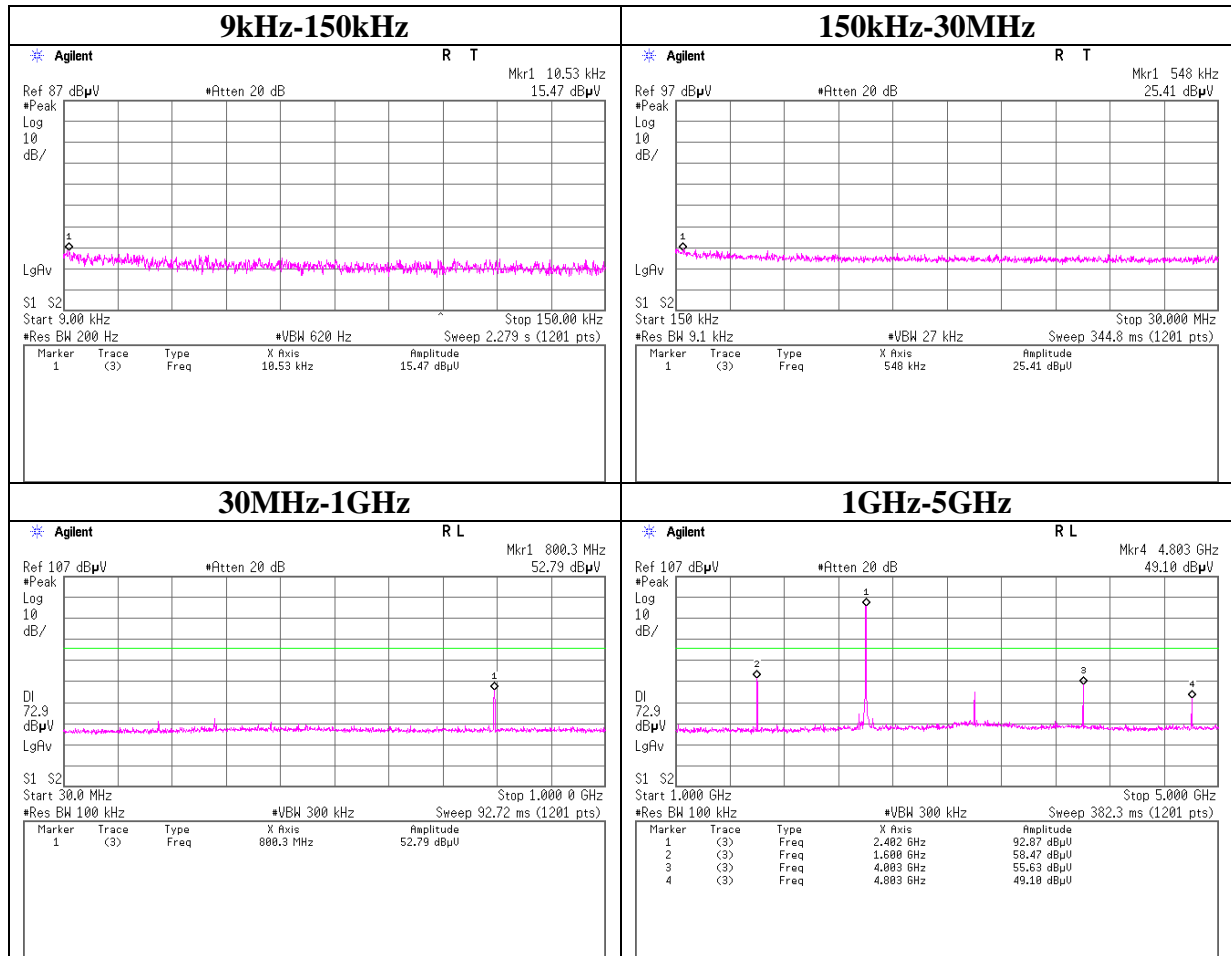 9kHz-150kHz
Agilent R T
Mkr1 10.53 kHz
Ref 87 dBµV #Atten 20 dB 15.47 dBµV
#Peak
Log
10
dB/
1
LgAv
S1 S2
Start 9.00 kHz ^ Stop 150.00 kHz
#Res BW 200 Hz #VBW 620 Hz Sweep 2.279 s (1201 pts)
Marker Trace Type X Axis Amplitude
1 (3) Freq 10.53 kHz 15.47 dBµV
150kHz-30MHz
Agilent R T
Mkr1 548 kHz
Ref 97 dBµV #Atten 20 dB 25.41 dBµV
#Peak
Log
10
dB/
1
LgAv
S1 S2
Start 150 kHz Stop 30.000 MHz
#Res BW 9.1 kHz #VBW 27 kHz Sweep 344.8 ms (1201 pts)
Marker Trace Type X Axis Amplitude
1 (3) Freq 548 kHz 25.41 dBµV
30MHz-1GHz
Agilent R L
Mkr1 800.3 MHz
Ref 107 dBµV #Atten 20 dB 52.79 dBµV
#Peak
Log
10
dB/
1
DI
72.9
dBµV
LgAv
S1 S2
Start 30.0 MHz Stop 1.000 0 GHz
#Res BW 100 kHz #VBW 300 kHz Sweep 92.72 ms (1201 pts)
Marker Trace Type X Axis Amplitude
1 (3) Freq 800.3 MHz 52.79 dBµV
1GHz-5GHz
Agilent R L
Mkr4 4.803 GHz
Ref 107 dBµV #Atten 20 dB 49.10 dBµV
#Peak
Log
10
dB/
1
2
3
4
DI
72.9
dBµV
LgAv
S1 S2
Start 1.000 GHz Stop 5.000 GHz
#Res BW 100 kHz #VBW 300 kHz Sweep 382.3 ms (1201 pts)
Marker Trace Type X Axis Amplitude
1 (3) Freq 2.402 GHz 92.87 dBµV
2 (3) Freq 1.600 GHz 58.47 dBµV
3 (3) Freq 4.003 GHz 55.63 dBµV
4 (3) Freq 4.803 GHz 49.10 dBµV